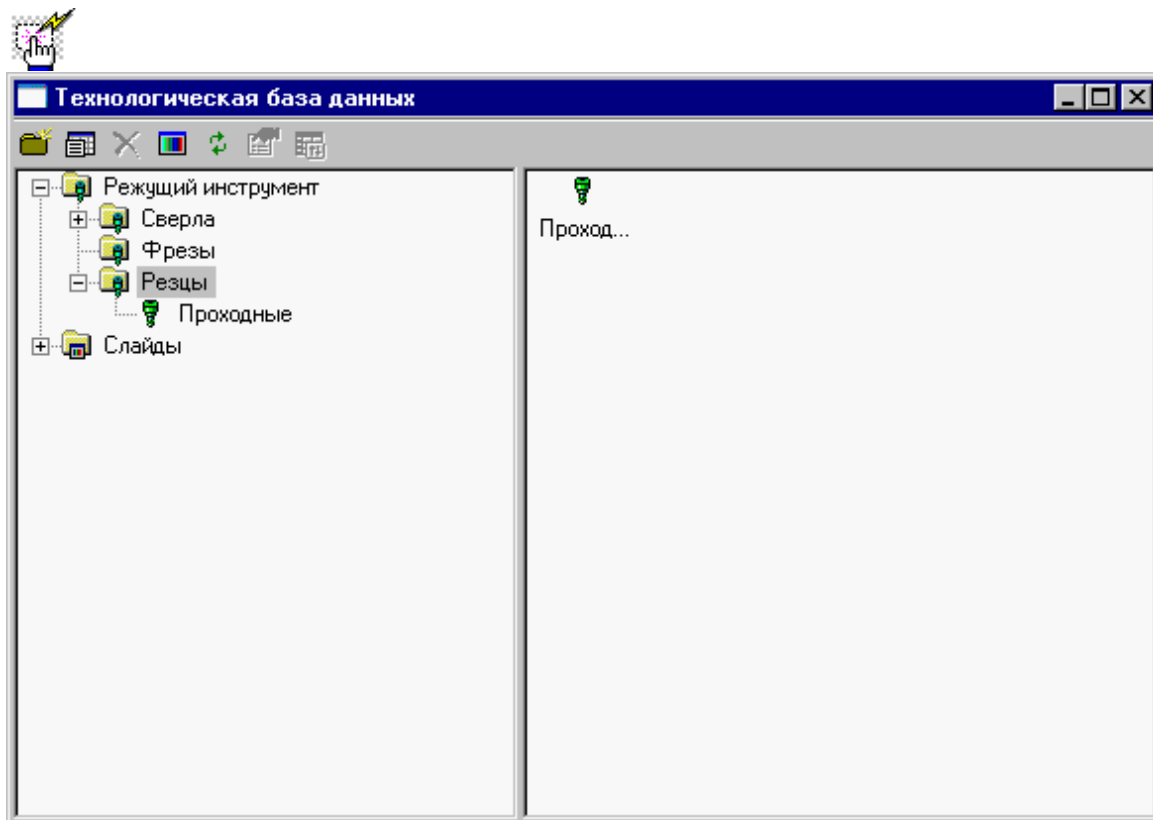 Технологическая база данных
Режущий инструмент
Сверла
Фрезы
Резцы
Проходные
Слайды
Проход...